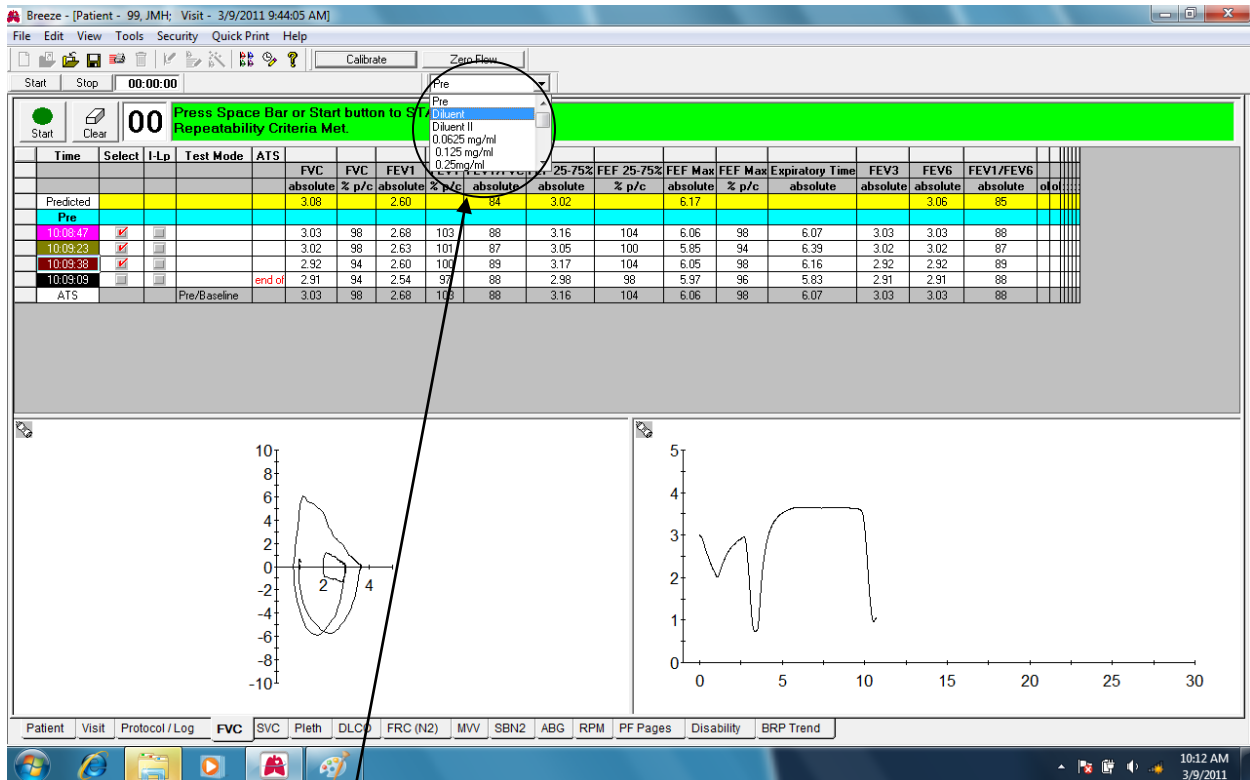 Breeze - [Patient - 99, JMH; Visit - 3/9/2011 9:44:05 AM]
File Edit View Tools Security Quick Print Help
Calibrate Zero Flow
Start Stop 00:00:00 Pre
Pre
Diluent
Diluent II
0.0625 mg/ml
0.125 mg/ml
0.25mg/ml
Start Clear 00
Press Space Bar or Start button to
Repeatability Criteria Met.
Time Select I-Lp Test Mode ATS
FVC FVC FEV1 25-75% FEF 25-75% FEF Max FEF Max Expiratory Time FEV3 FEV6 FEV1/FEV6
absolute % p/c absolute % p/c absolute absolute % p/c absolute % p/c absolute absolute absolute absolute
Predicted 3.08 2.60 84 3.02 6.17 3.06 85
Pre
10:08:47 3.03 98 2.68 103 88 3.16 104 6.06 98 6.07 3.03 3.03 88
10:09:23 3.02 98 2.63 101 87 3.05 100 5.85 94 6.39 3.02 3.02 87
10:09:38 2.92 94 2.60 100 89 3.17 104 6.05 98 6.16 2.92 2.92 89
10:09:09 end of 2.91 94 2.54 97 88 2.98 98 5.97 96 5.83 2.91 2.91 88
ATS Pre/Baseline 3.03 98 2.68 103 88 3.16 104 6.06 98 6.07 3.03 3.03 88
10
8
6
4
2
0
-2
-4
-6
-8
-10
2 4
5
4
3
2
1
0
0 5 10 15 20 25 30
Patient Visit Protocol / Log FVC SVC Pleth DLCO FRC (N2) MVV SBN2 ABG RPM PF Pages Disability BRP Trend
10:12 AM
3/9/2011